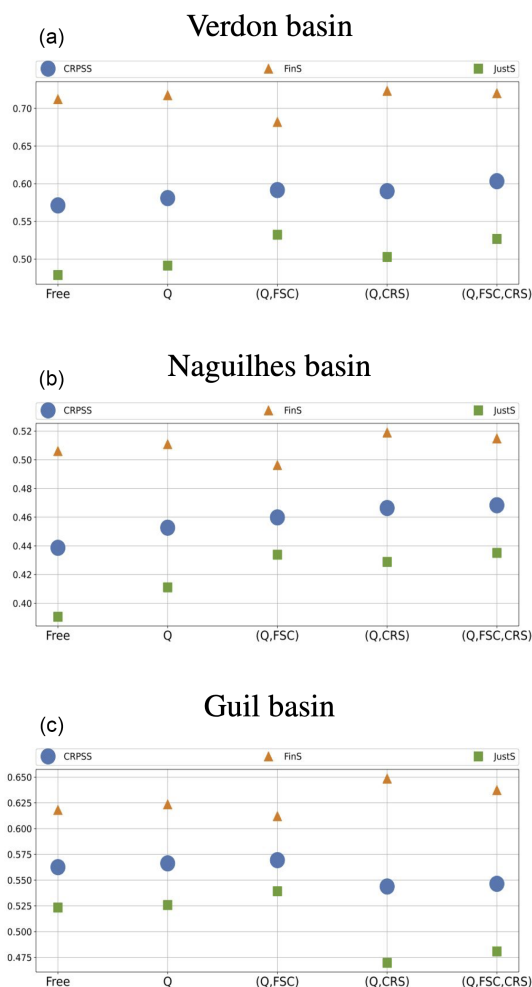 Verdon basin
(a)
CRPSS FinS JustS
0.70
0.65
0.60
0.55
0.50
Free Q (Q,FSC) (Q,CRS) (Q,FSC,CRS)
Naguilhes basin
(b)
CRPSS FinS JustS
0.52
0.50
0.48
0.46
0.44
0.42
0.40
Free Q (Q,FSC) (Q,CRS) (Q,FSC,CRS)
Guil basin
(c)
CRPSS FinS JustS
0.650
0.625
0.600
0.575
0.550
0.525
0.500
0.475
Free Q (Q,FSC) (Q,CRS) (Q,FSC,CRS)